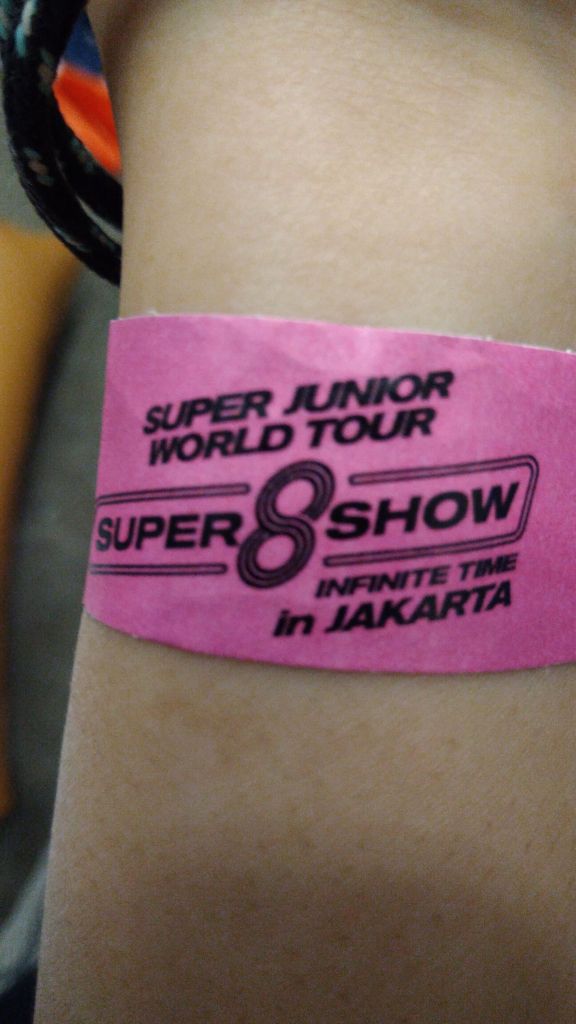 SUPER JUNIOR
WORLD TOUR
SUPER 8 SHOW
INFINITE TIME
in JAKARTA